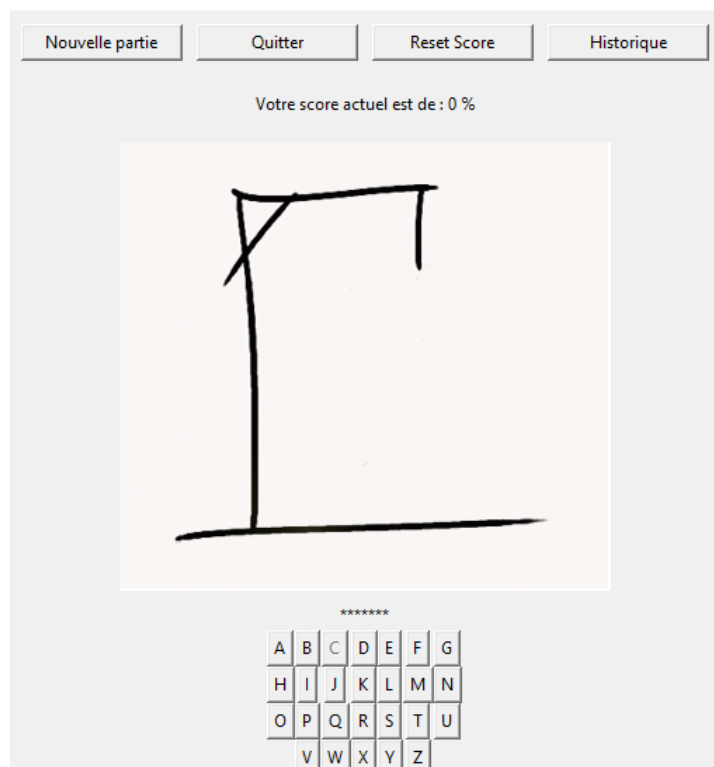 Nouvelle partie Quitter Reset Score Historique
Votre score actuel est de : 0 %
*******
A B C D E F G
H I J K L M N
O P Q R S T U
V W X Y Z